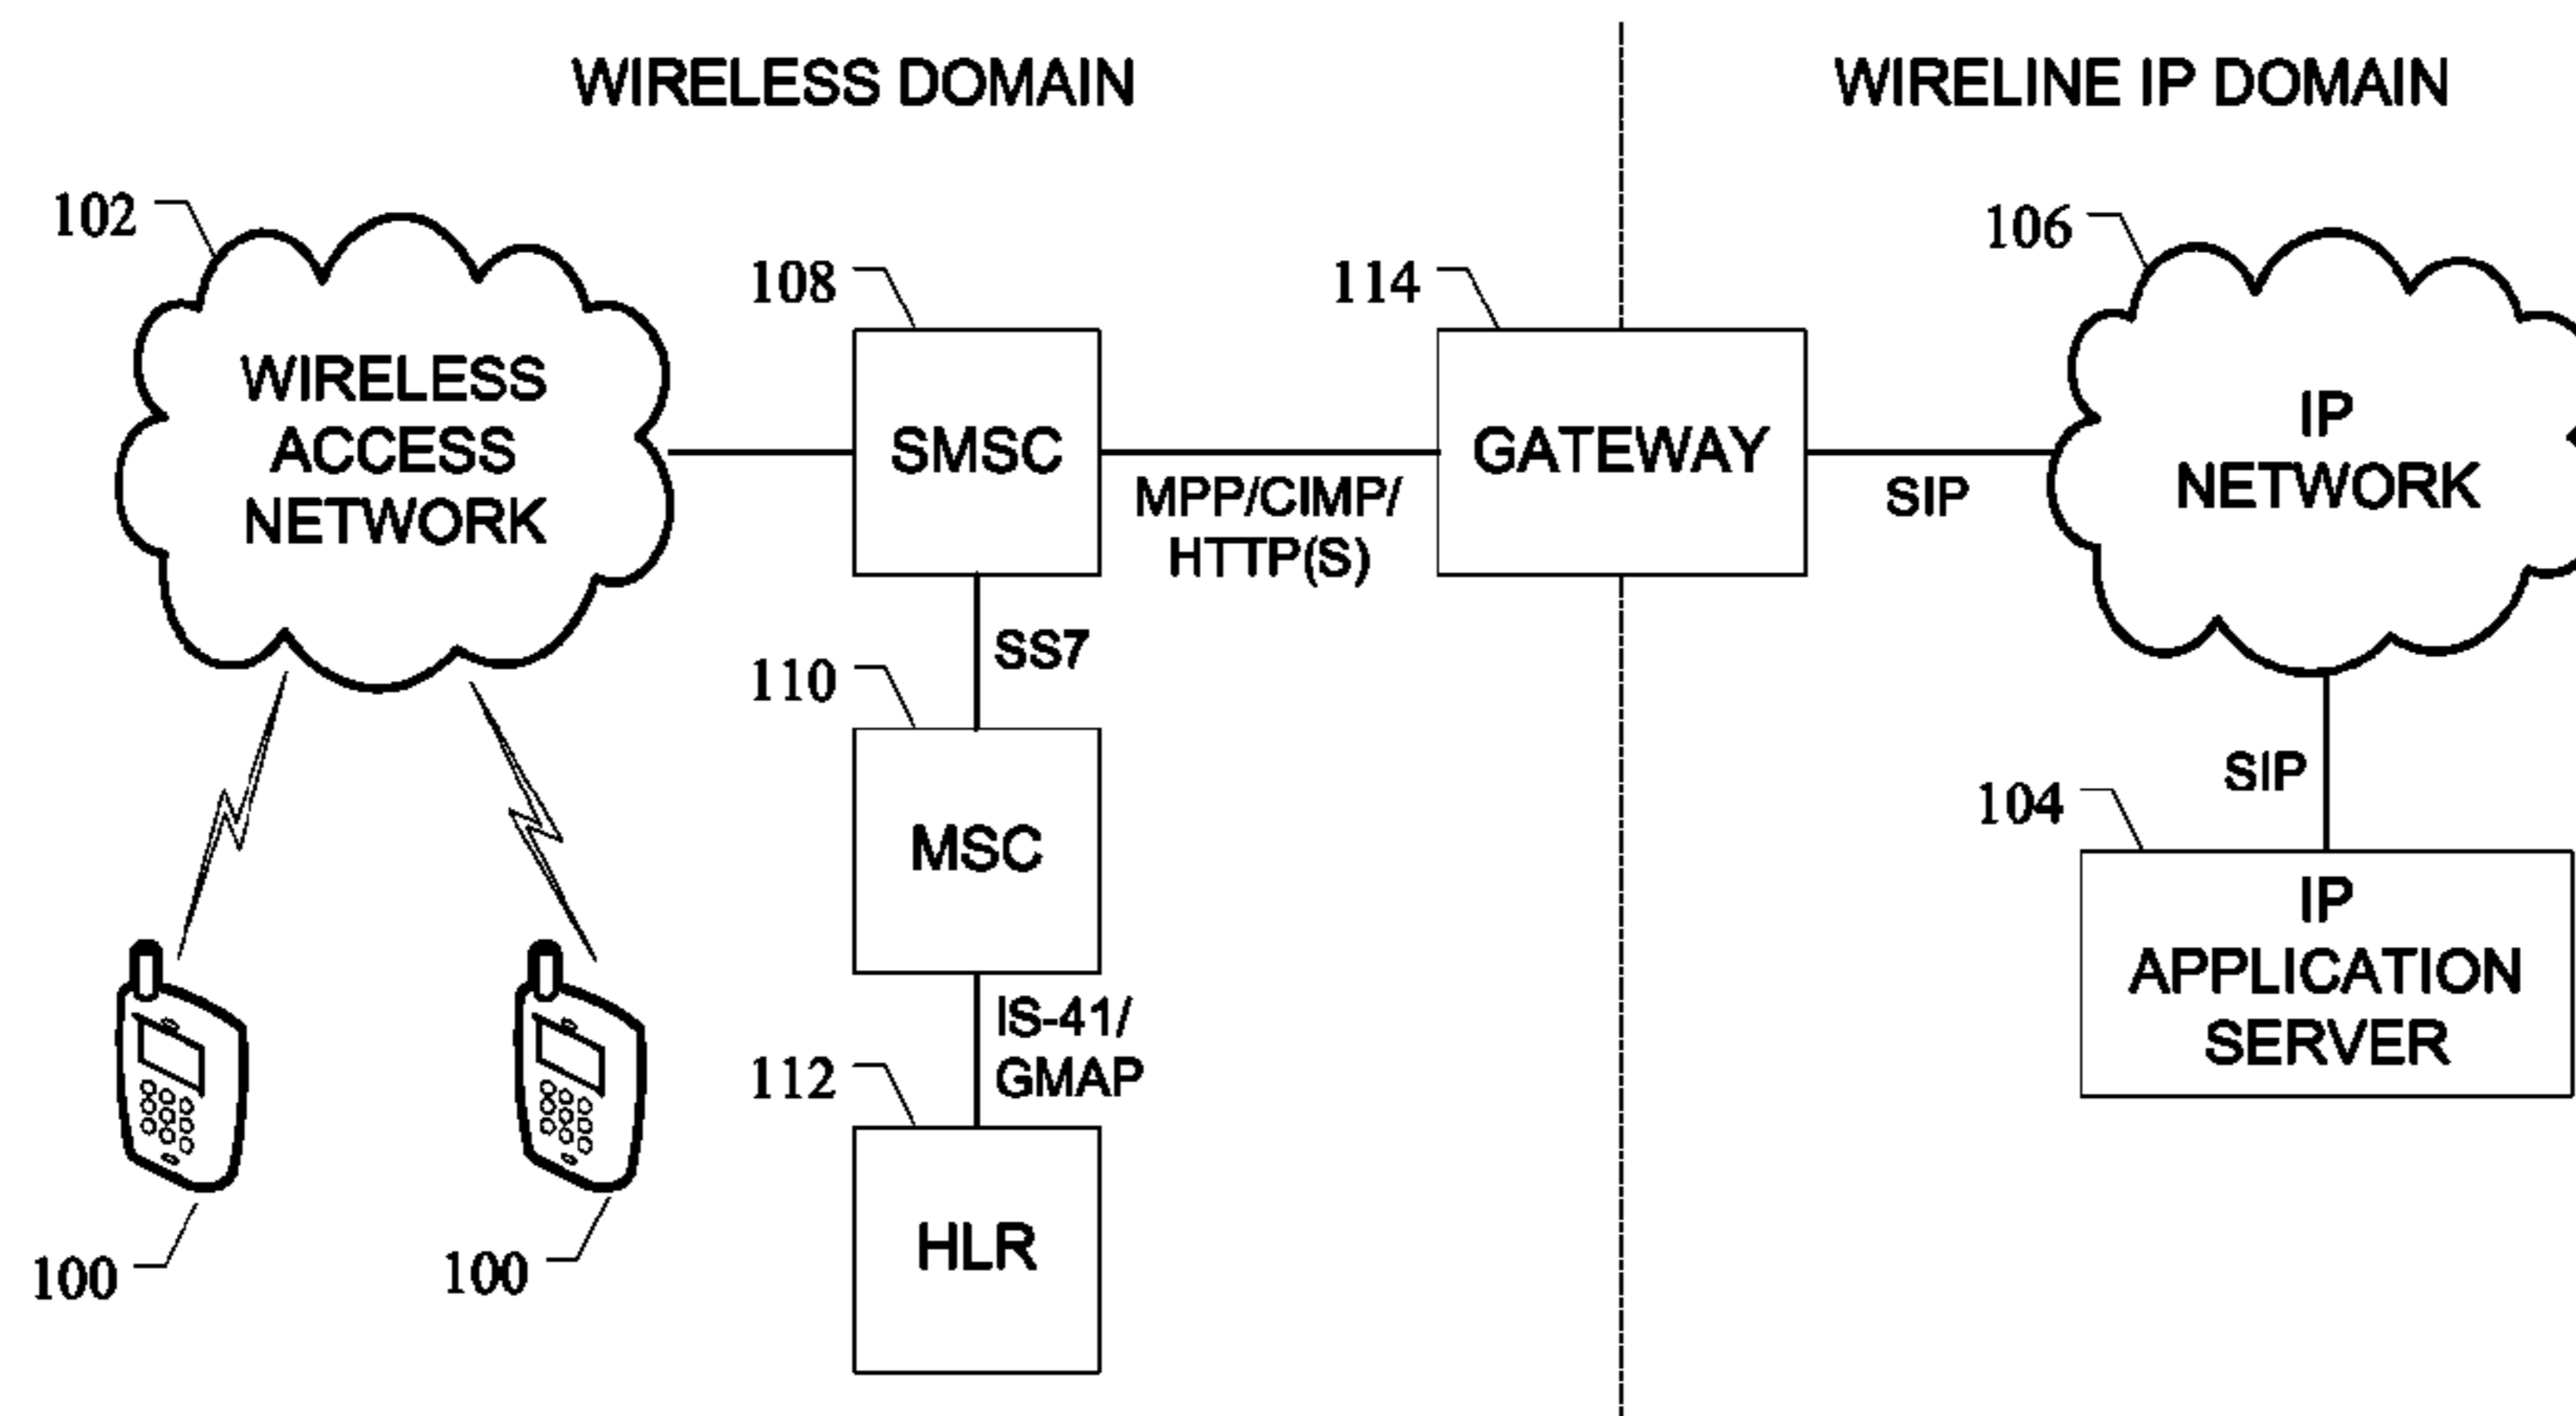 WIRELESS DOMAIN
WIRELINE IP DOMAIN
102
106
108
114
WIRELESS
ACCESS
NETWORK
SMSC
GATEWAY
IP
NETWORK
MPP/CIMP/
HTTP(S)
SIP
SS7
110
SIP
104
MSC
IP
APPLICATION
SERVER
IS-41/
GMAP
112
HLR
100
100